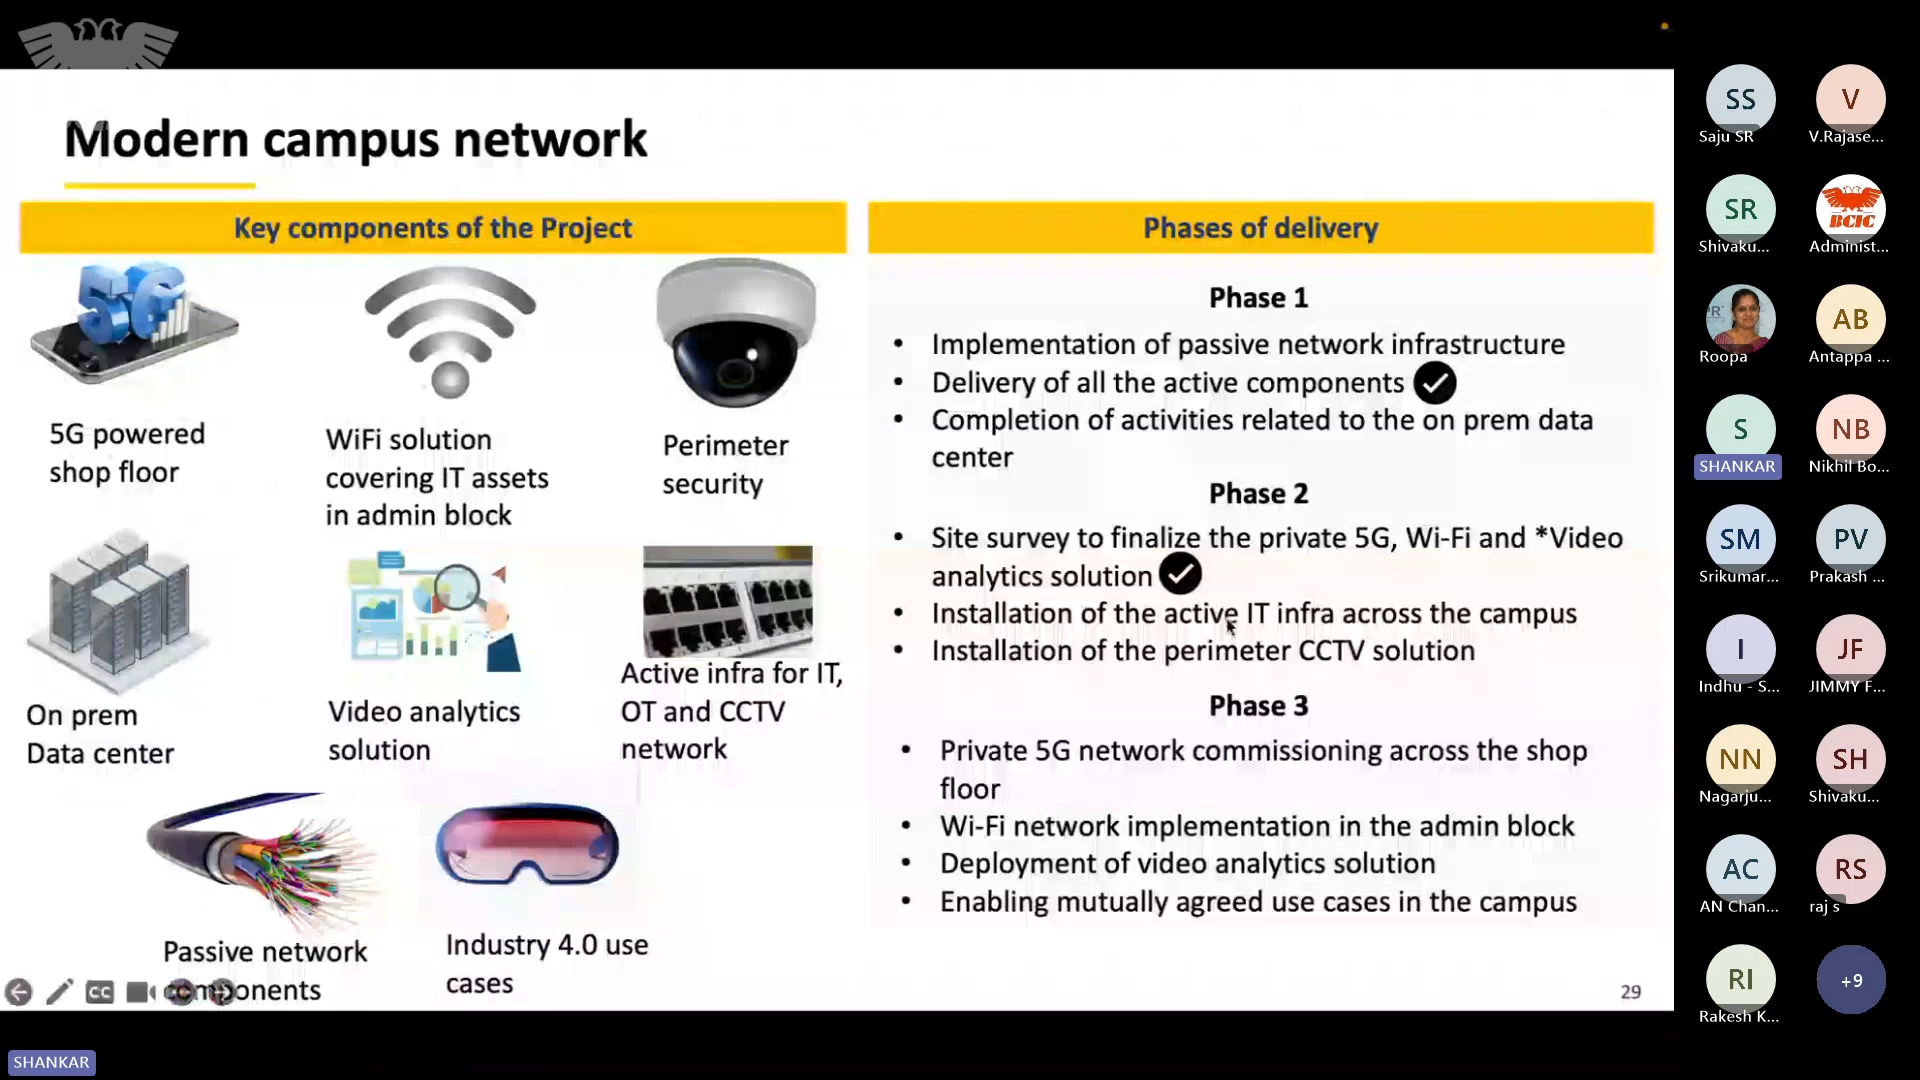 Modern campus network
Key components of the Project
5G
5G powered
shop floor
WiFi solution
covering IT assets
in admin block
Perimeter
security
On prem
Data center
Video analytics
solution
Active infra for IT,
OT and CCTV
network
Passive network
components
Industry 4.0 use
cases
Phases of delivery
Phase 1
• Implementation of passive network infrastructure
• Delivery of all the active components
• Completion of activities related to the on prem data
center
Phase 2
• Site survey to finalize the private 5G, Wi-Fi and *Video
analytics solution
• Installation of the active IT infra across the campus
• Installation of the perimeter CCTV solution
Phase 3
• Private 5G network commissioning across the shop
floor
• Wi-Fi network implementation in the admin block
• Deployment of video analytics solution
• Enabling mutually agreed use cases in the campus
29
CC
SHANKAR
SS
Saju SR
V
V.Rajase...
SR
Shivaku...
BCIC
Administ...
Roopa
AB
Antappa ...
S
SHANKAR
NB
Nikhil Bo...
SM
Srikumar...
PV
Prakash ...
I
Indhu - S...
JF
JIMMY F...
NN
Nagarju...
SH
Shivaku...
AC
AN Chan...
RS
raj s
RI
Rakesh K...
+9